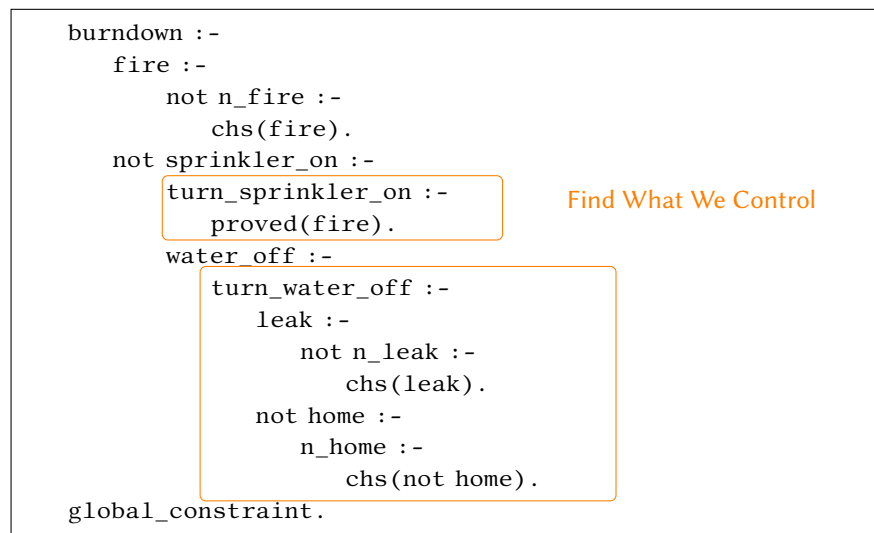 burndown :-
fire :-
not n_fire :-
chs(fire).
not sprinkler_on :-
turn_sprinkler_on :-
Find What We Control
proved(fire).
water_off :-
turn_water_off :-
leak :-
not n_leak :-
chs(leak).
not home :-
n_home :-
chs(not home).
global_constraint.